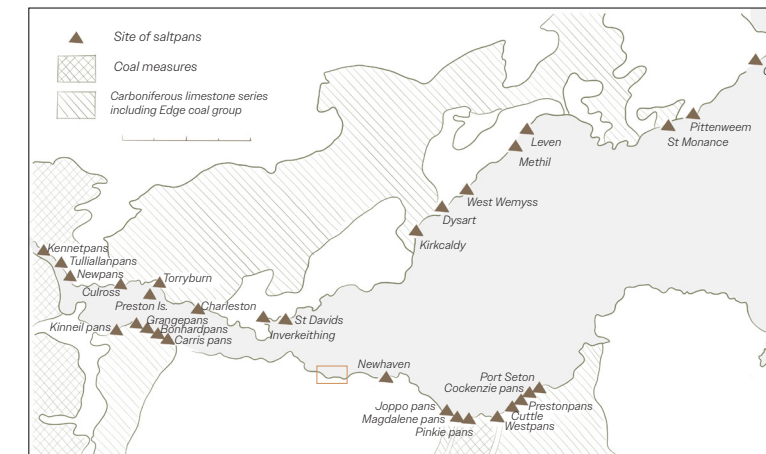 Site of saltpans
Coal measures
Carboniferous limestone series
including Edge coal group
Pittenweem
St Monance
Leven
Methil
West Wemyss
Dysart
Kirkcaldy
Kennetpans
Tulliallanpans
Newpans
Torryburn
Culross
Preston Is.
Charleston
Grangepans
St Davids
Kinneil pans
Bonhardpans
Inverkeithing
Carris pans
Newhaven
Port Seton
Cockenzie pans
Joppo pans
Prestonpans
Magdalene pans
Cuttle
Westpans
Pinkie pans